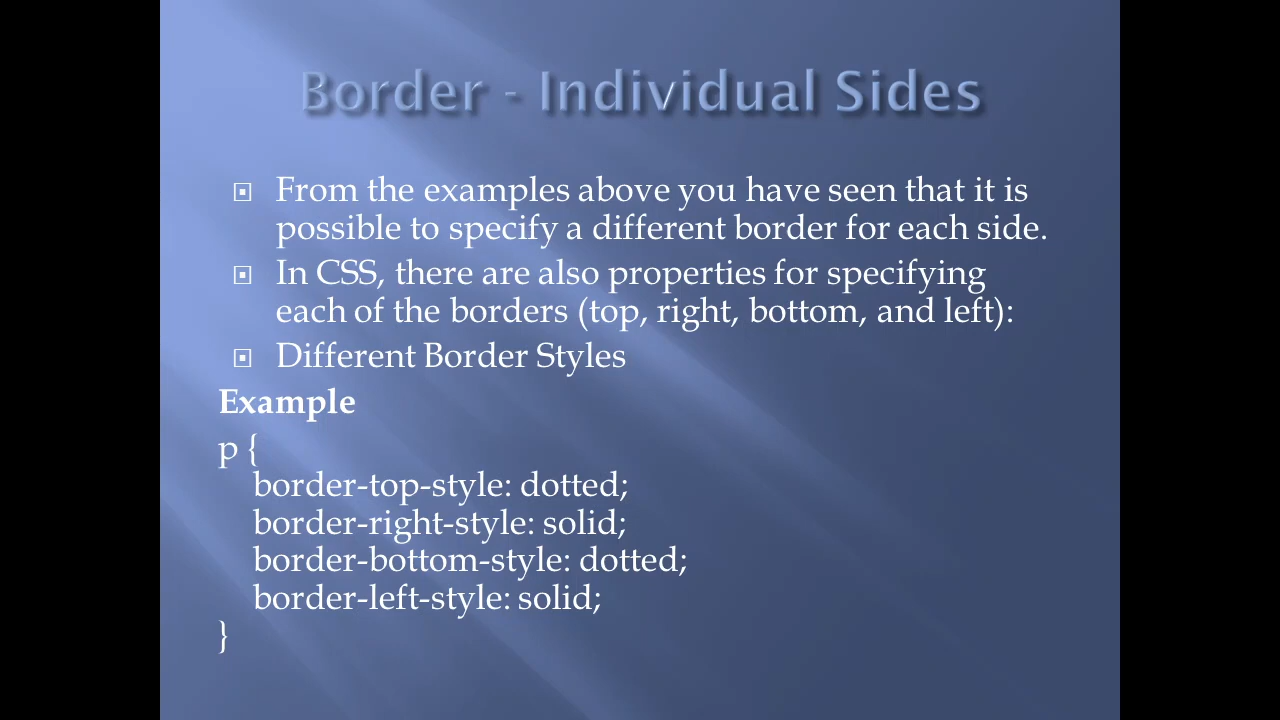 Border - Individual Sides
From the examples above you have seen that it is
possible to specify a different border for each side.
In CSS, there are also properties for specifying
each of the borders (top, right, bottom, and left):
Different Border Styles
Example
p {
border-top-style: dotted;
border-right-style: solid;
border-bottom-style: dotted;
border-left-style: solid;
}